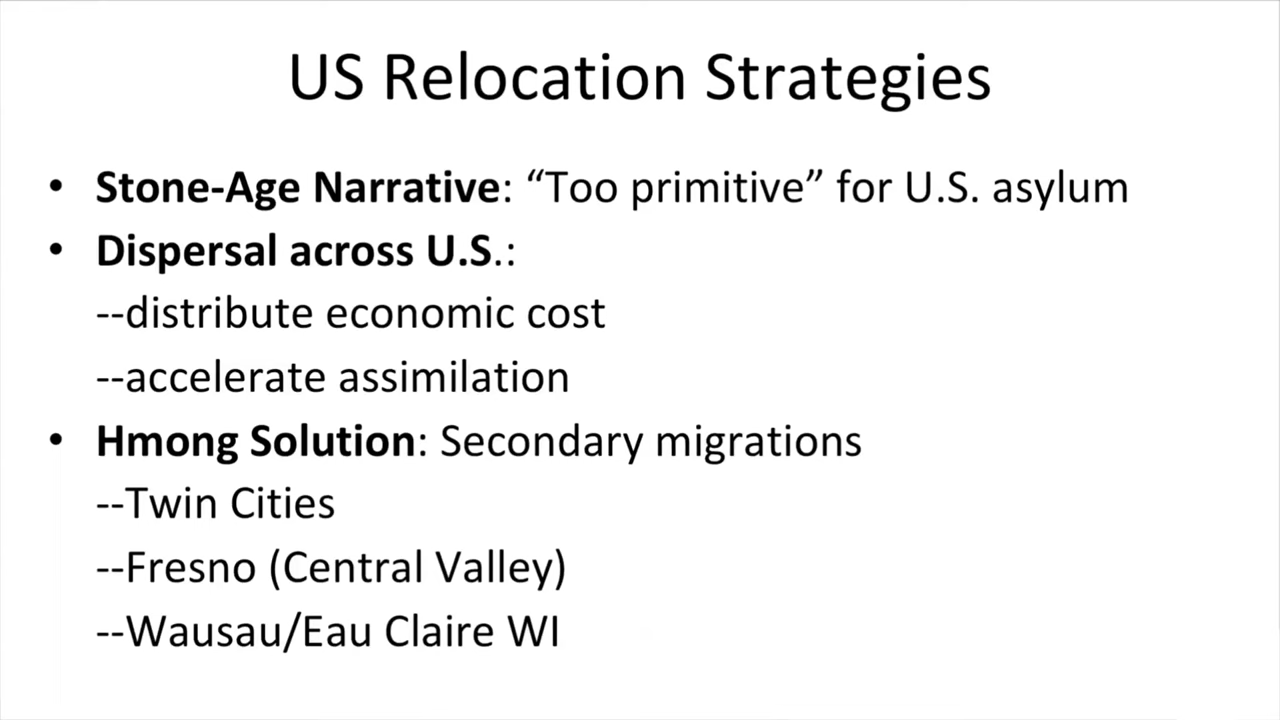 US Relocation Strategies
• Stone-Age Narrative: “Too primitive” for U.S. asylum
• Dispersal across U.S.:
--distribute economic cost
--accelerate assimilation
• Hmong Solution: Secondary migrations
--Twin Cities
--Fresno (Central Valley)
--Wausau/Eau Claire WI